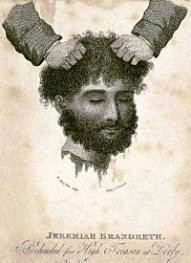 JEREMIAH BRANDRETH.
Beheaded for High Treason at Derby.